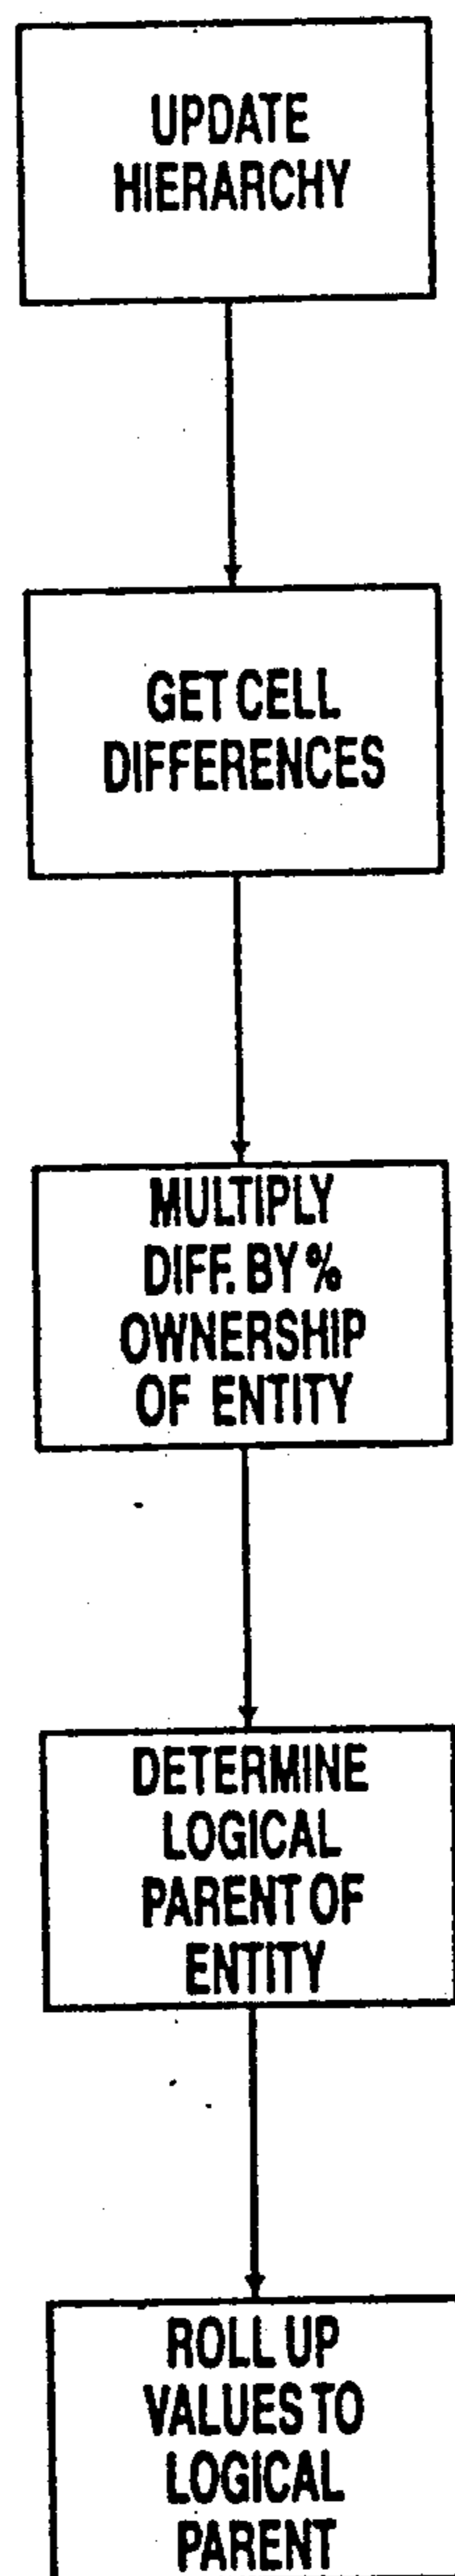 UPDATE
HIERARCHY
GET CELL
DIFFERENCES
MULTIPLY
DIFF. BY %
OWNERSHIP
OF ENTITY
DETERMINE
LOGICAL
PARENT OF
ENTITY
ROLL UP
VALUES TO
LOGICAL
PARENT